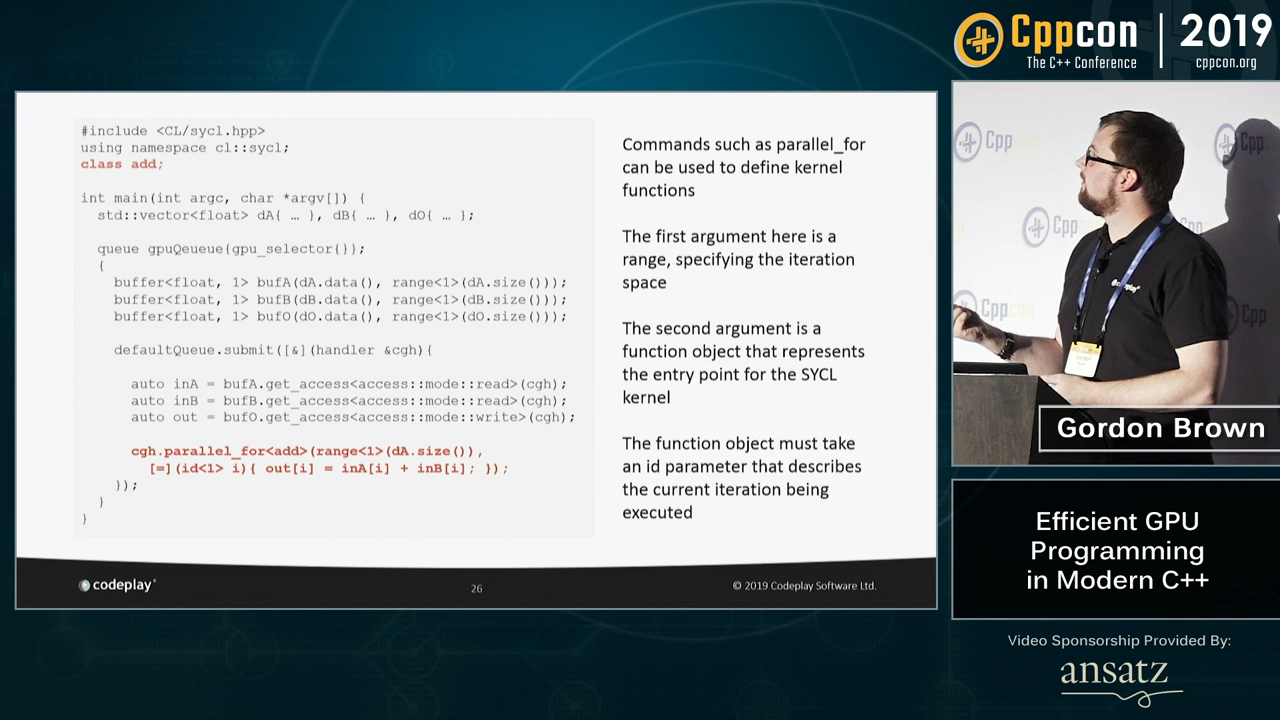 Cppcon
The C++ Conference
2019
cppcon.org
#include <CL/sycl.hpp>
using namespace cl::sycl;
class add;
int main(int argc, char *argv[]) {
std::vector<float> dA{ … }, dB{ … }, dO{ … };
queue gpuQeueue{gpu_selector{}};
{
buffer<float, 1> bufA(dA.data(), range<1>(dA.size()));
buffer<float, 1> bufB(dB.data(), range<1>(dB.size()));
buffer<float, 1> bufO(dO.data(), range<1>(dO.size()));
defaultQueue.submit([&](handler &cgh){
auto inA = bufA.get_access<access::mode::read>(cgh);
auto inB = bufB.get_access<access::mode::read>(cgh);
auto out = bufO.get_access<access::mode::write>(cgh);
cgh.parallel_for<add>(range<1>(dA.size()),
[=](id<1> i){ out[i] = inA[i] + inB[i]; });
});
}
}
Commands such as parallel_for
can be used to define kernel
functions
The first argument here is a
range, specifying the iteration
space
The second argument is a
function object that represents
the entry point for the SYCL
kernel
The function object must take
an id parameter that describes
the current iteration being
executed
codeplay®
26
© 2019 Codeplay Software Ltd.
Cpp
Cpp
Cpp
codeplay
Gordon Brown
Efficient GPU
Programming
in Modern C++
Video Sponsorship Provided By:
ansatz